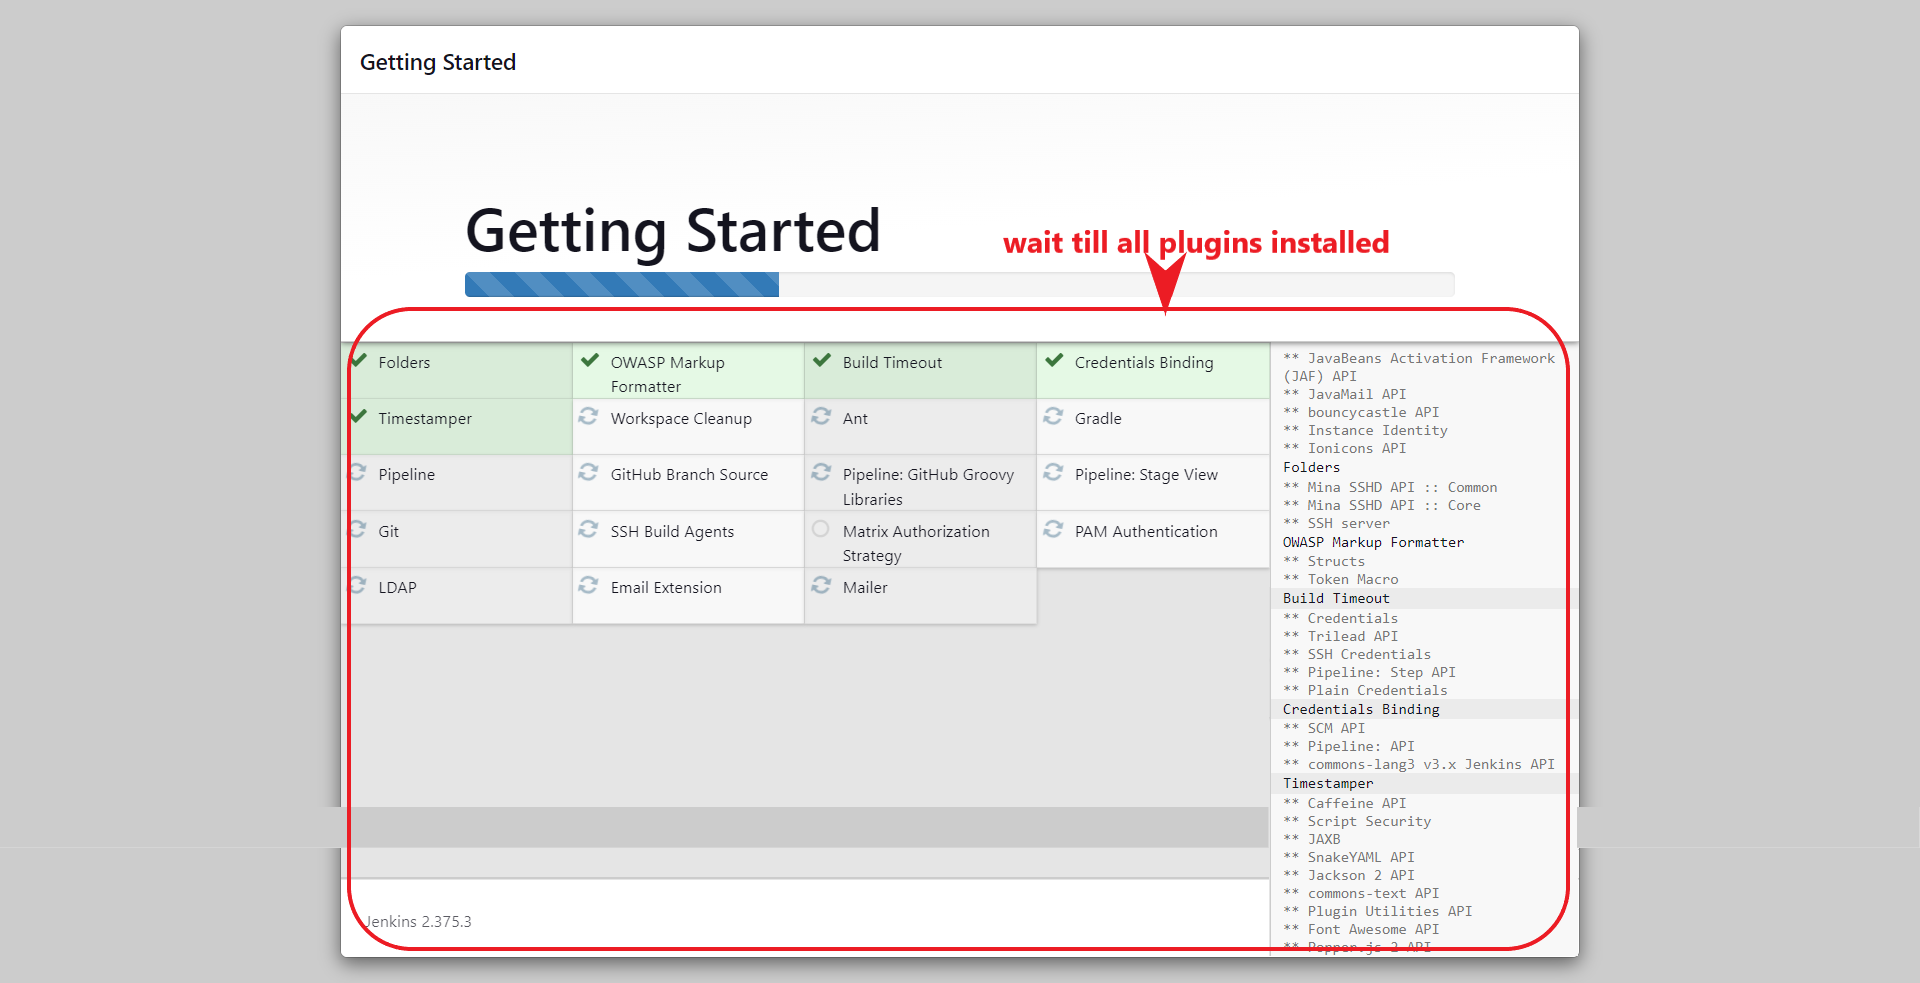 Getting Started
Getting Started
wait till all plugins installed
Folders
OWASP Markup
Formatter
Build Timeout
Credentials Binding
Timestamper
Workspace Cleanup
Ant
Gradle
Pipeline
GitHub Branch Source
Pipeline: GitHub Groovy
Libraries
Pipeline: Stage View
Git
SSH Build Agents
Matrix Authorization
Strategy
PAM Authentication
LDAP
Email Extension
Mailer
** JavaBeans Activation Framework
(JAF) API
** JavaMail API
** bouncycastle API
** Instance Identity
** Ionicons API
Folders
** Mina SSHD API :: Common
** Mina SSHD API :: Core
** SSH server
OWASP Markup Formatter
** Structs
** Token Macro
Build Timeout
** Credentials
** Trilead API
** SSH Credentials
** Pipeline: Step API
** Plain Credentials
Credentials Binding
** SCM API
** Pipeline: API
** commons-lang3 v3.x Jenkins API
Timestamper
** Caffeine API
** Script Security
** JAXB
** SnakeYAML API
** Jackson 2 API
** commons-text API
** Plugin Utilities API
** Font Awesome API
** Popper.js 2 API
Jenkins 2.375.3